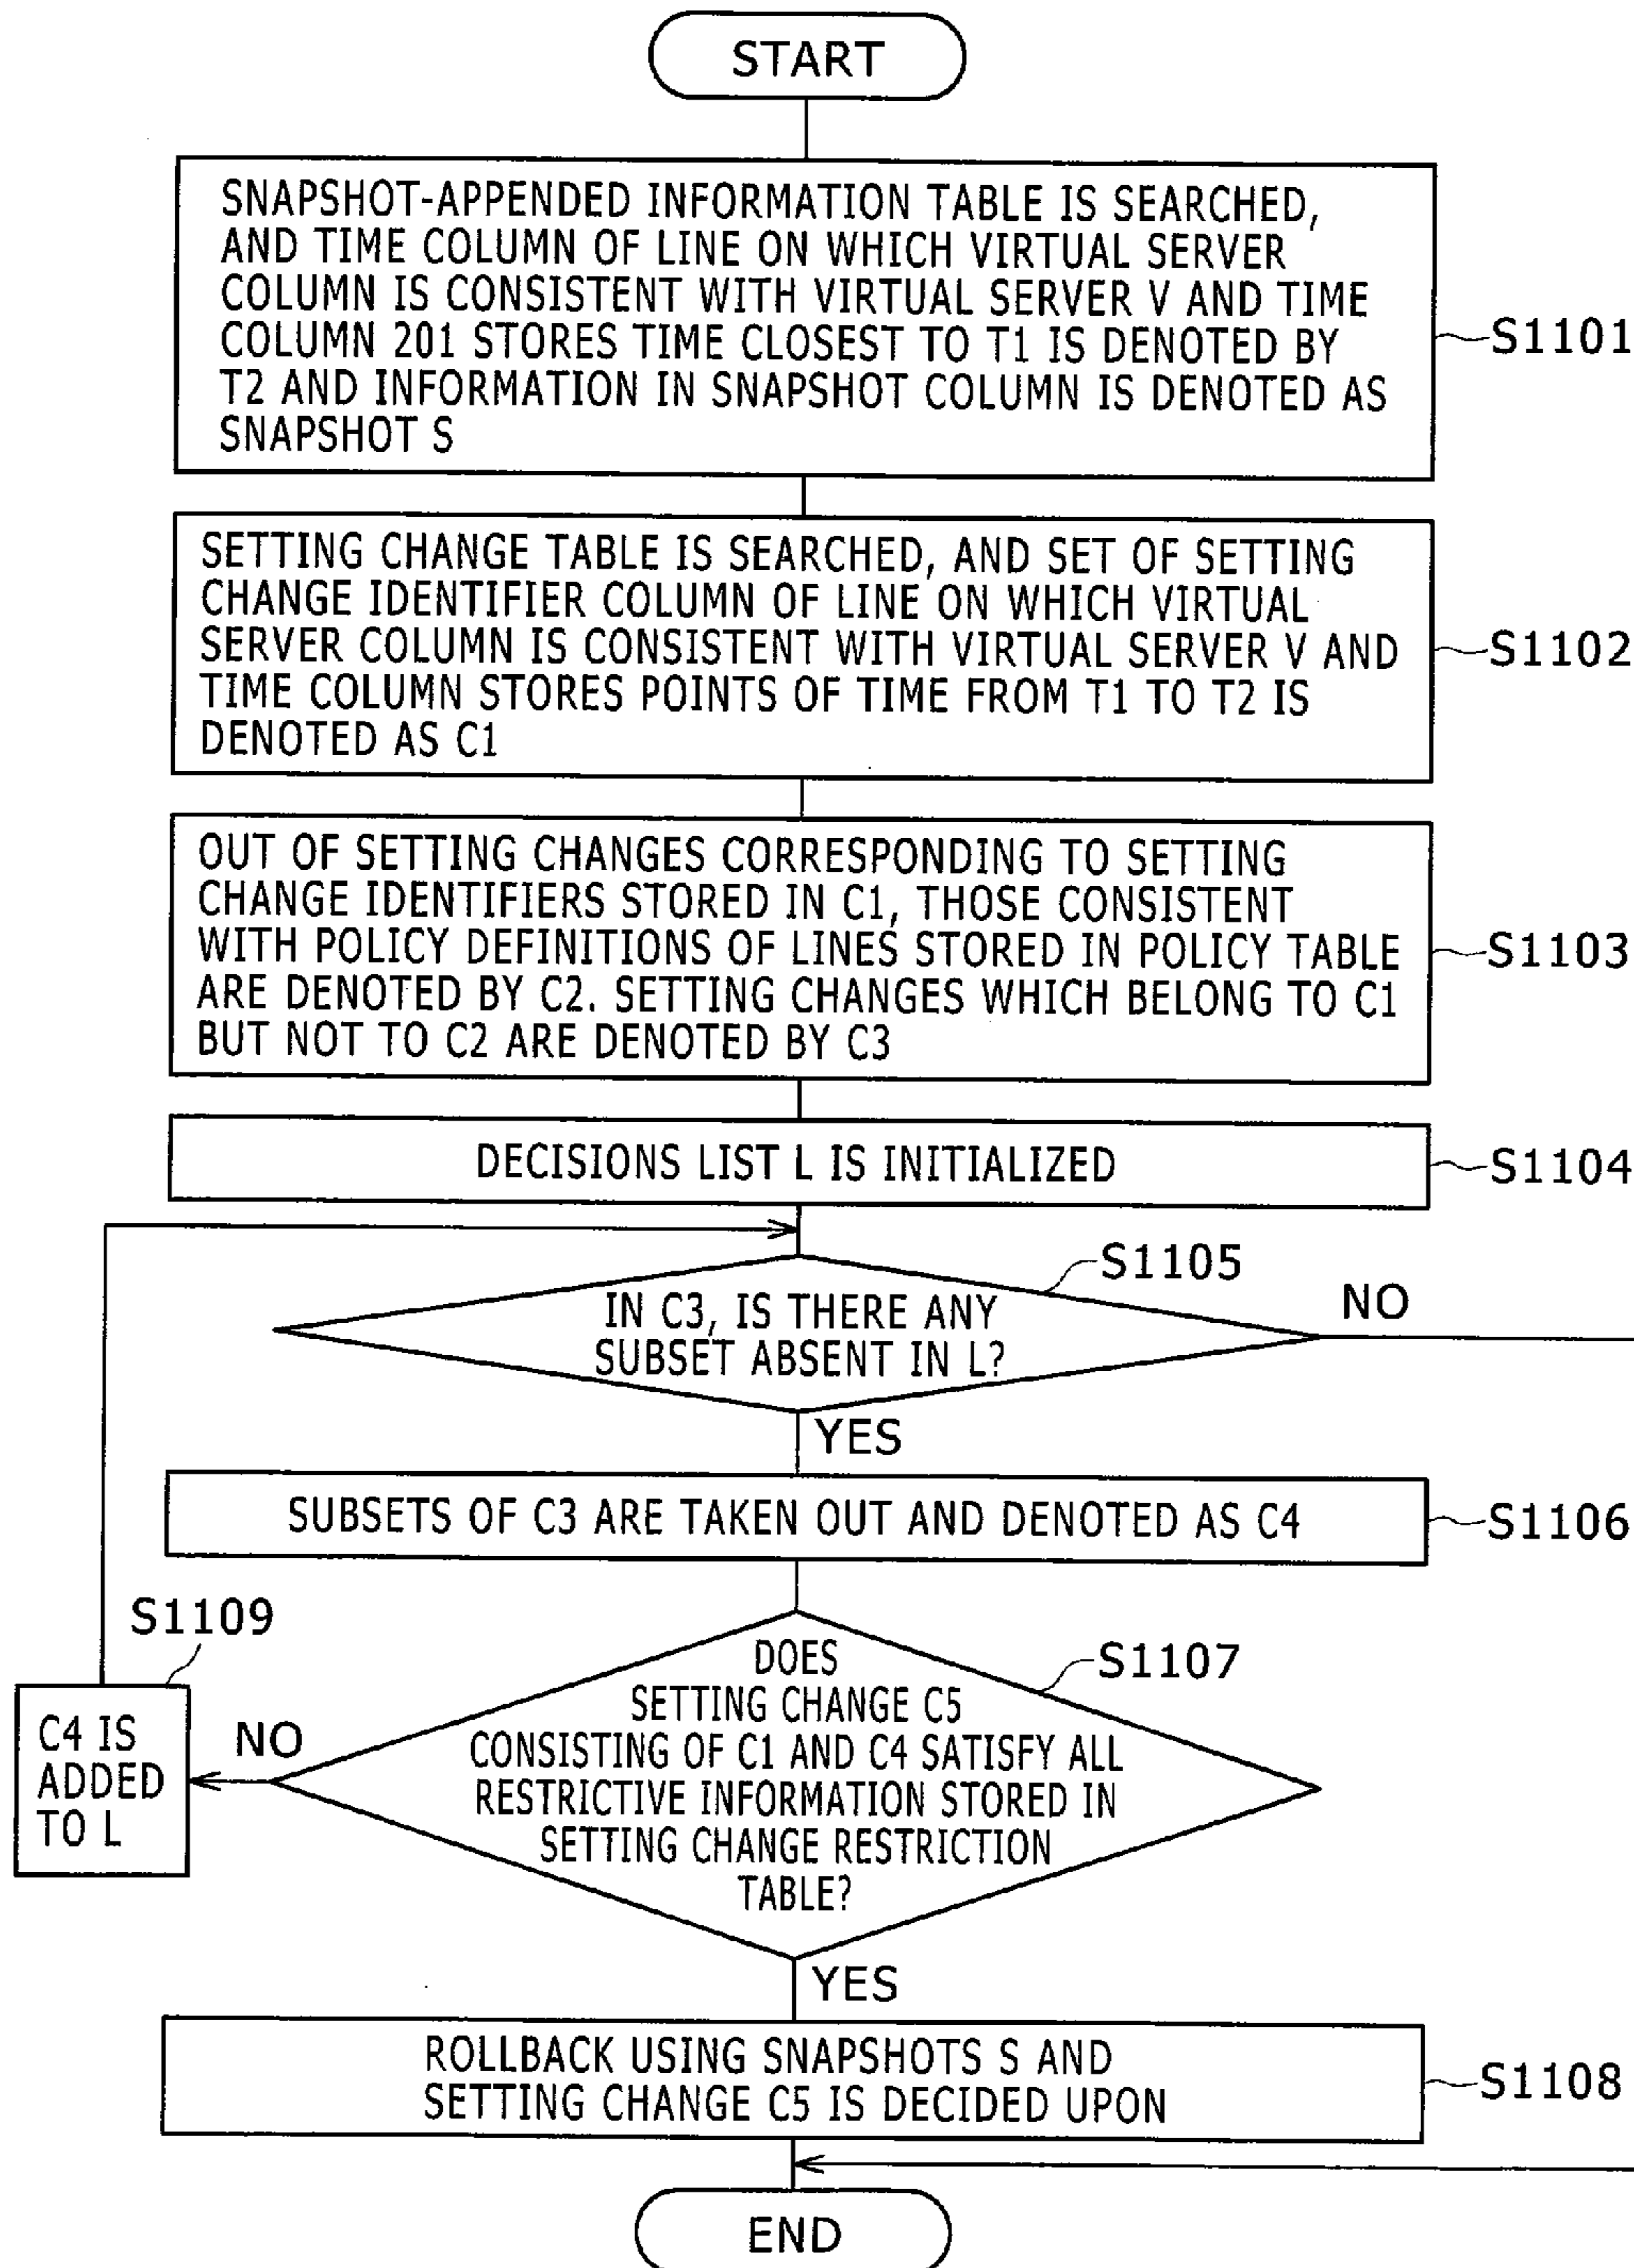 START
SNAPSHOT-APPENDED INFORMATION TABLE IS SEARCHED,
AND TIME COLUMN OF LINE ON WHICH VIRTUAL SERVER
COLUMN IS CONSISTENT WITH VIRTUAL SERVER V AND TIME
COLUMN 201 STORES TIME CLOSEST TO T1 IS DENOTED BY
T2 AND INFORMATION IN SNAPSHOT COLUMN IS DENOTED AS
SNAPSHOT S
S1101
SETTING CHANGE TABLE IS SEARCHED, AND SET OF SETTING
CHANGE IDENTIFIER COLUMN OF LINE ON WHICH VIRTUAL
SERVER COLUMN IS CONSISTENT WITH VIRTUAL SERVER V AND
TIME COLUMN STORES POINTS OF TIME FROM T1 TO T2 IS
DENOTED AS C1
S1102
OUT OF SETTING CHANGES CORRESPONDING TO SETTING
CHANGE IDENTIFIERS STORED IN C1, THOSE CONSISTENT
WITH POLICY DEFINITIONS OF LINES STORED IN POLICY TABLE
ARE DENOTED BY C2. SETTING CHANGES WHICH BELONG TO C1
BUT NOT TO C2 ARE DENOTED BY C3
S1103
DECISIONS LIST L IS INITIALIZED
S1104
S1105
IN C3, IS THERE ANY
SUBSET ABSENT IN L?
NO
YES
SUBSETS OF C3 ARE TAKEN OUT AND DENOTED AS C4
S1106
S1109
C4 IS
ADDED
TO L
NO
S1107
DOES
SETTING CHANGE C5
CONSISTING OF C1 AND C4 SATISFY ALL
RESTRICTIVE INFORMATION STORED IN
SETTING CHANGE RESTRICTION
TABLE?
YES
ROLLBACK USING SNAPSHOTS S AND
SETTING CHANGE C5 IS DECIDED UPON
S1108
END